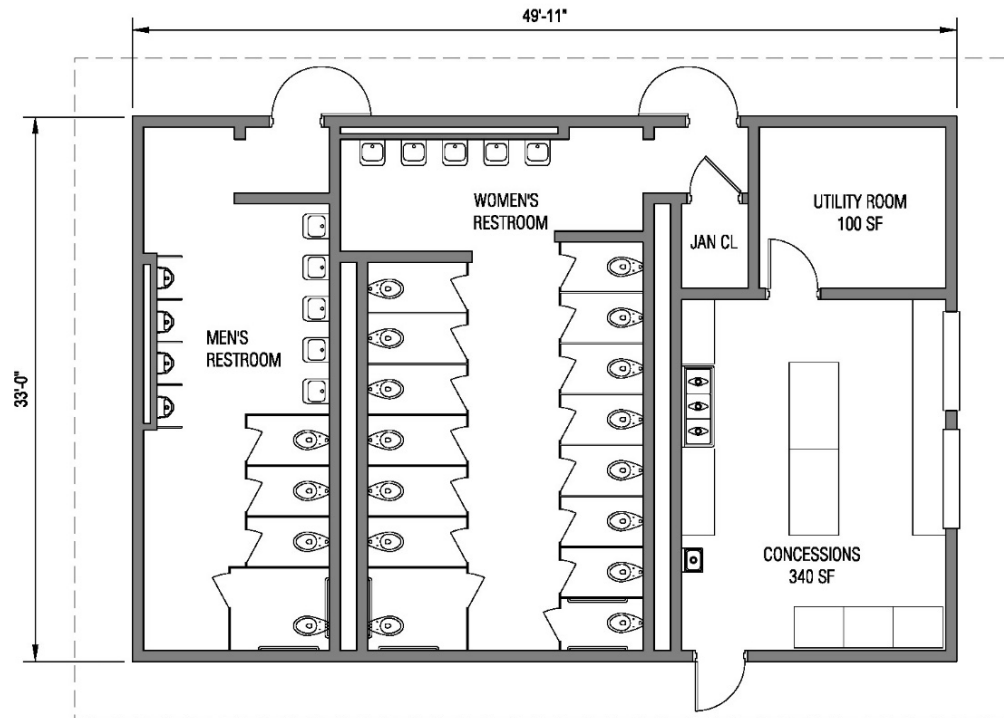 49'-11"
WOMEN'S
RESTROOM
UTILITY ROOM
100 SF
JAN CL
MEN'S
RESTROOM
33'-0"
CONCESSIONS
340 SF